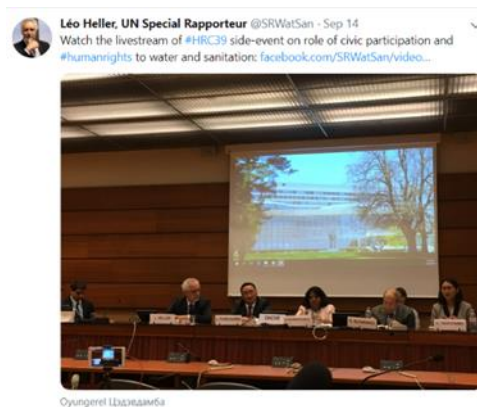 Léo Heller, UN Special Rapporteur @SRWatSan · Sep 14
Watch the livestream of #HRC39 side-event on role of civic participation and
#humanrights to water and sanitation: facebook.com/SRWatSan/video...
Oyungerel Цэдэвдамба